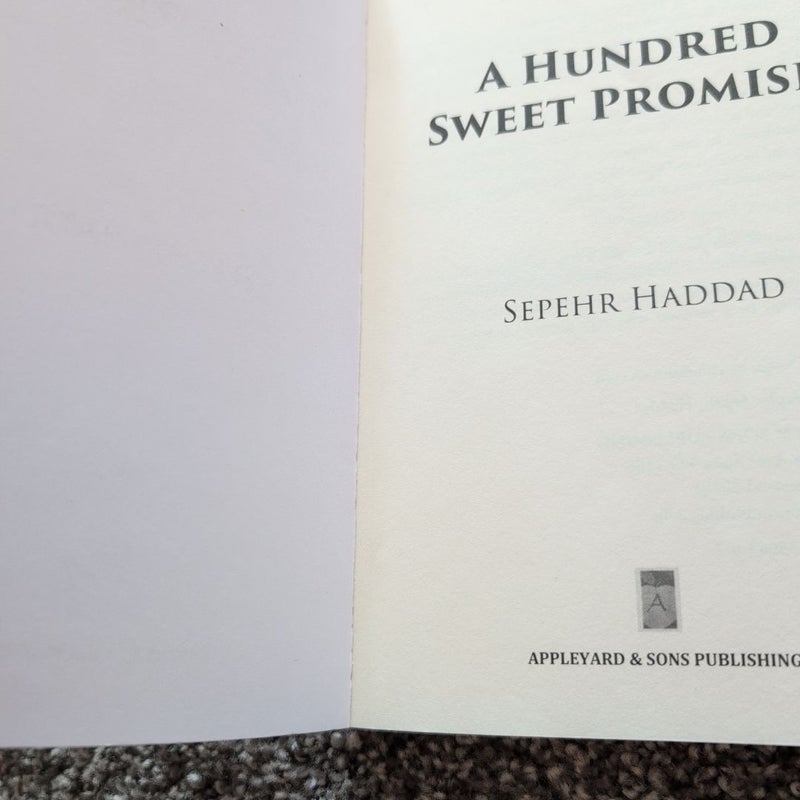 A HUNDRED
SWEET PROMIS
SEPEHR HADDAD
A
APPLEYARD & SONS PUBLISHING